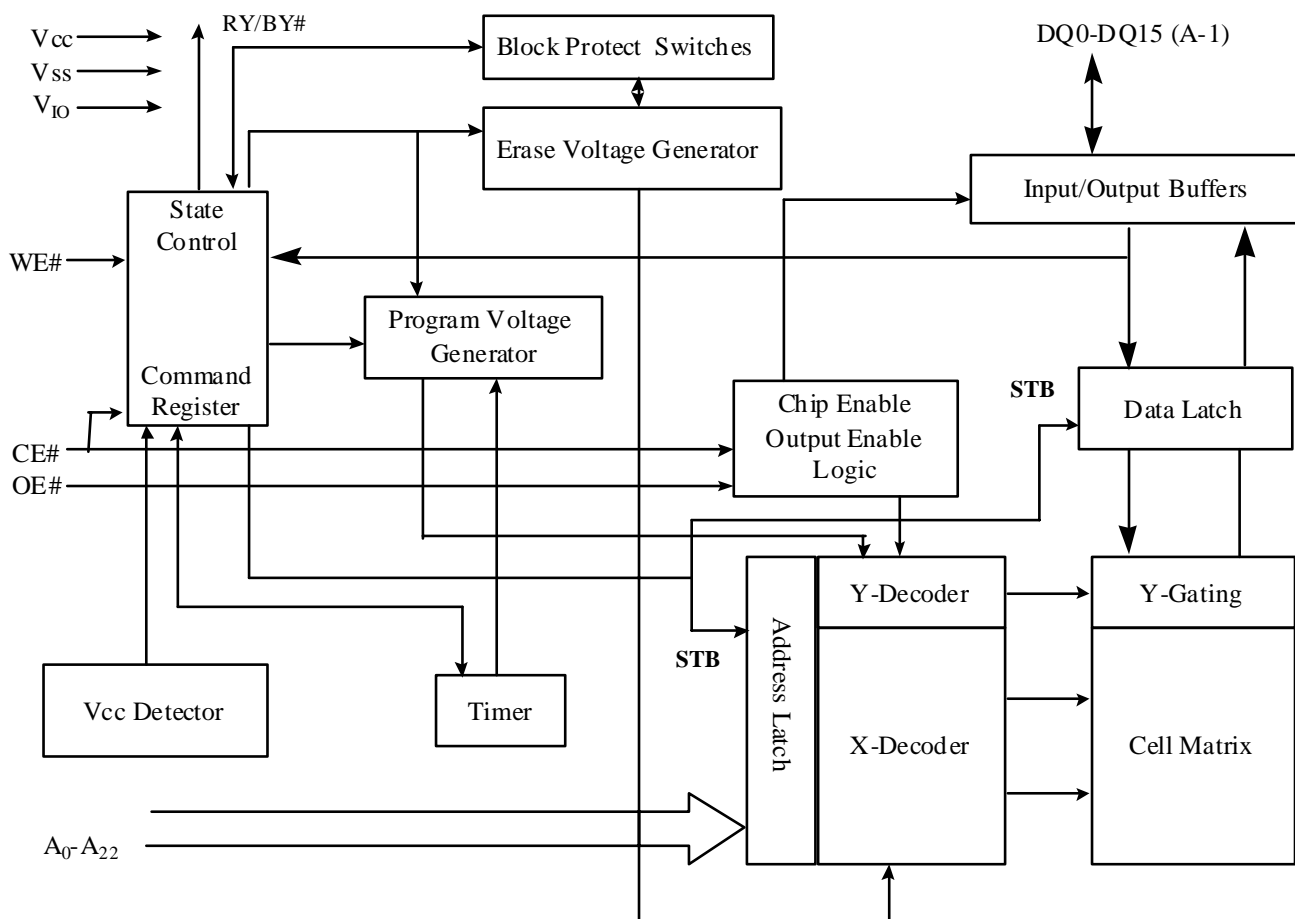 Vcc
Vss
VIO
RY/BY#
Block Protect Switches
DQ0-DQ15 (A-1)
Erase Voltage Generator
Input/Output Buffers
State
Control
WE#
Program Voltage
Generator
Command
Register
STB
Chip Enable
Output Enable
Logic
Data Latch
CE#
OE#
Address Latch
Y-Decoder
Y-Gating
STB
Vcc Detector
Timer
X-Decoder
Cell Matrix
A0-A22